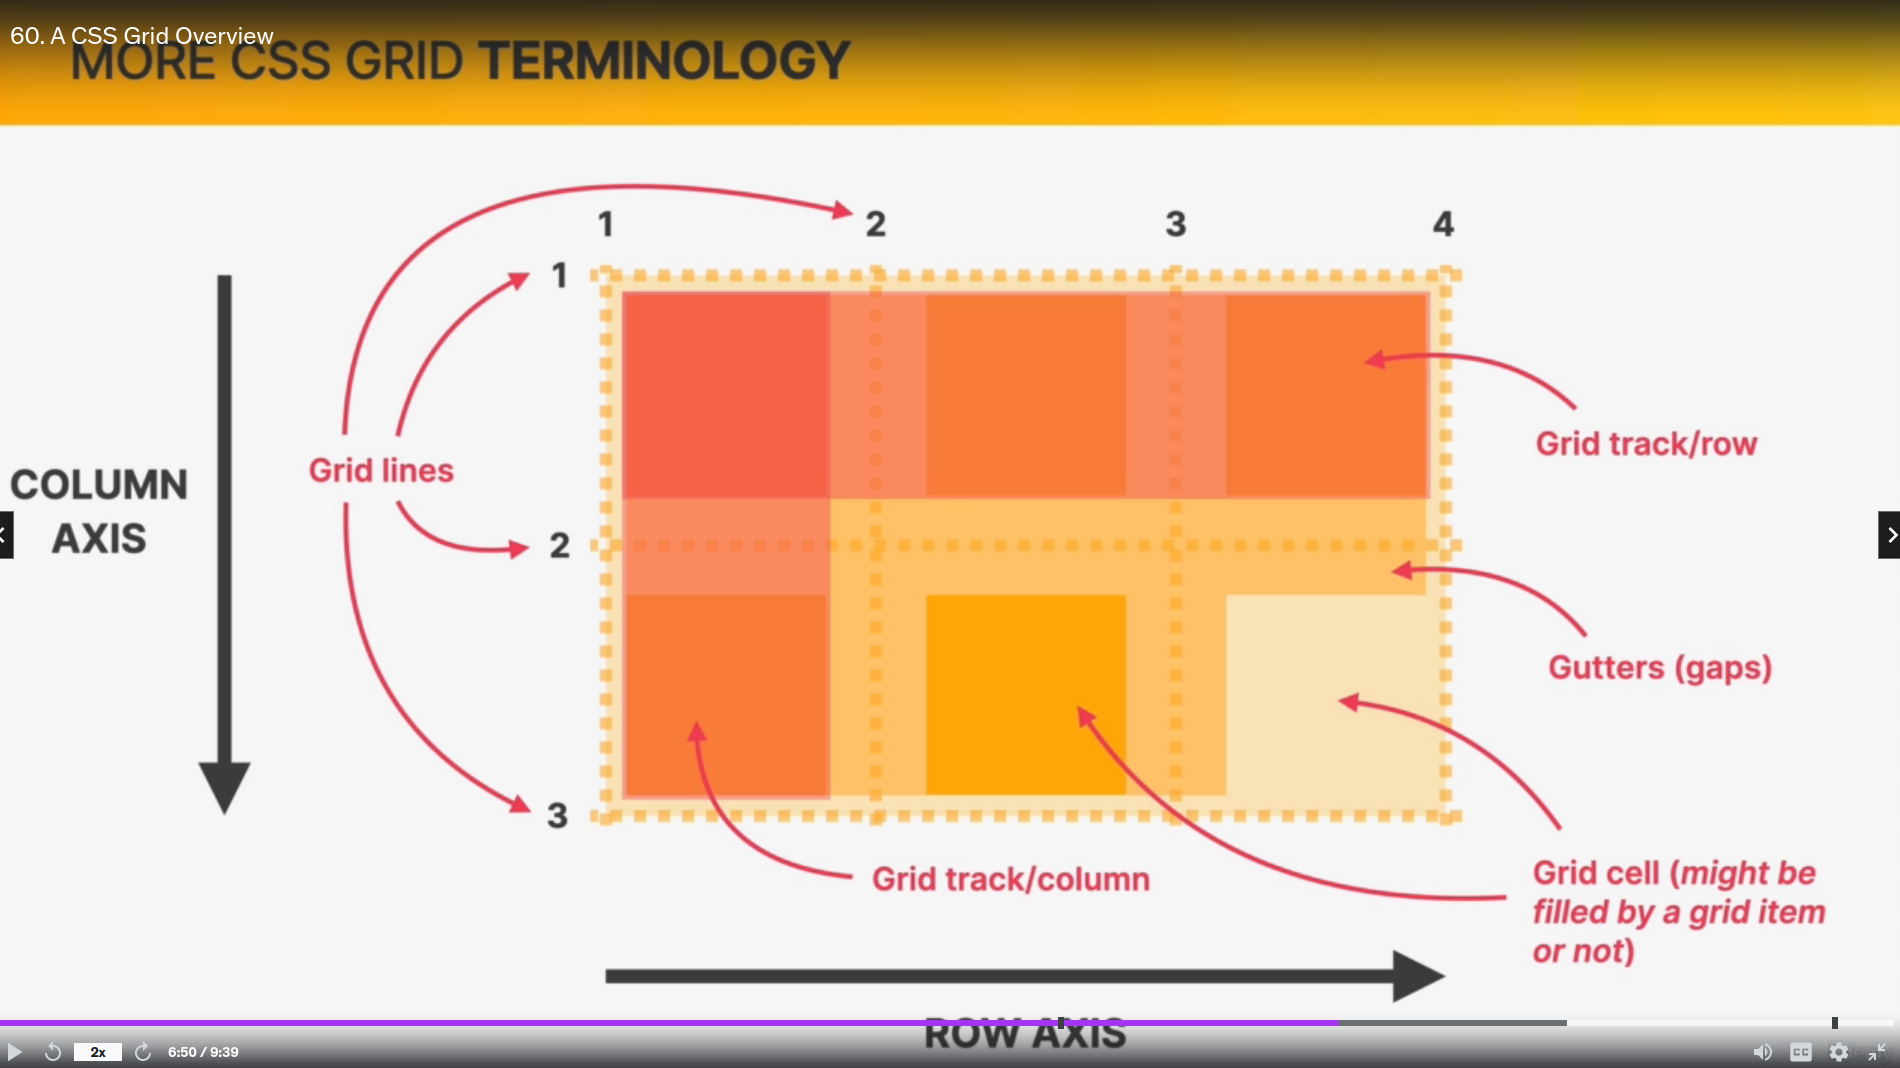 60. A CSS Grid Overview
MORE CSS GRID TERMINOLOGY
1 2 3 4
1
2
3
COLUMN
AXIS
Grid lines
Grid track/row
Gutters (gaps)
Grid track/column
Grid cell (might be
filled by a grid item
or not)
ROW AXIS
2x
6:50 / 9:39
CC